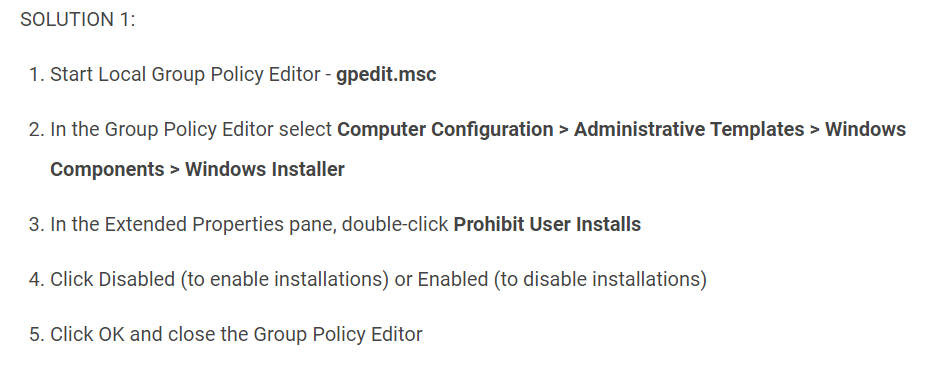 SOLUTION 1:
1. Start Local Group Policy Editor - gpedit.msc
2. In the Group Policy Editor select Computer Configuration > Administrative Templates > Windows
Components > Windows Installer
3. In the Extended Properties pane, double-click Prohibit User Installs
4. Click Disabled (to enable installations) or Enabled (to disable installations)
5. Click OK and close the Group Policy Editor